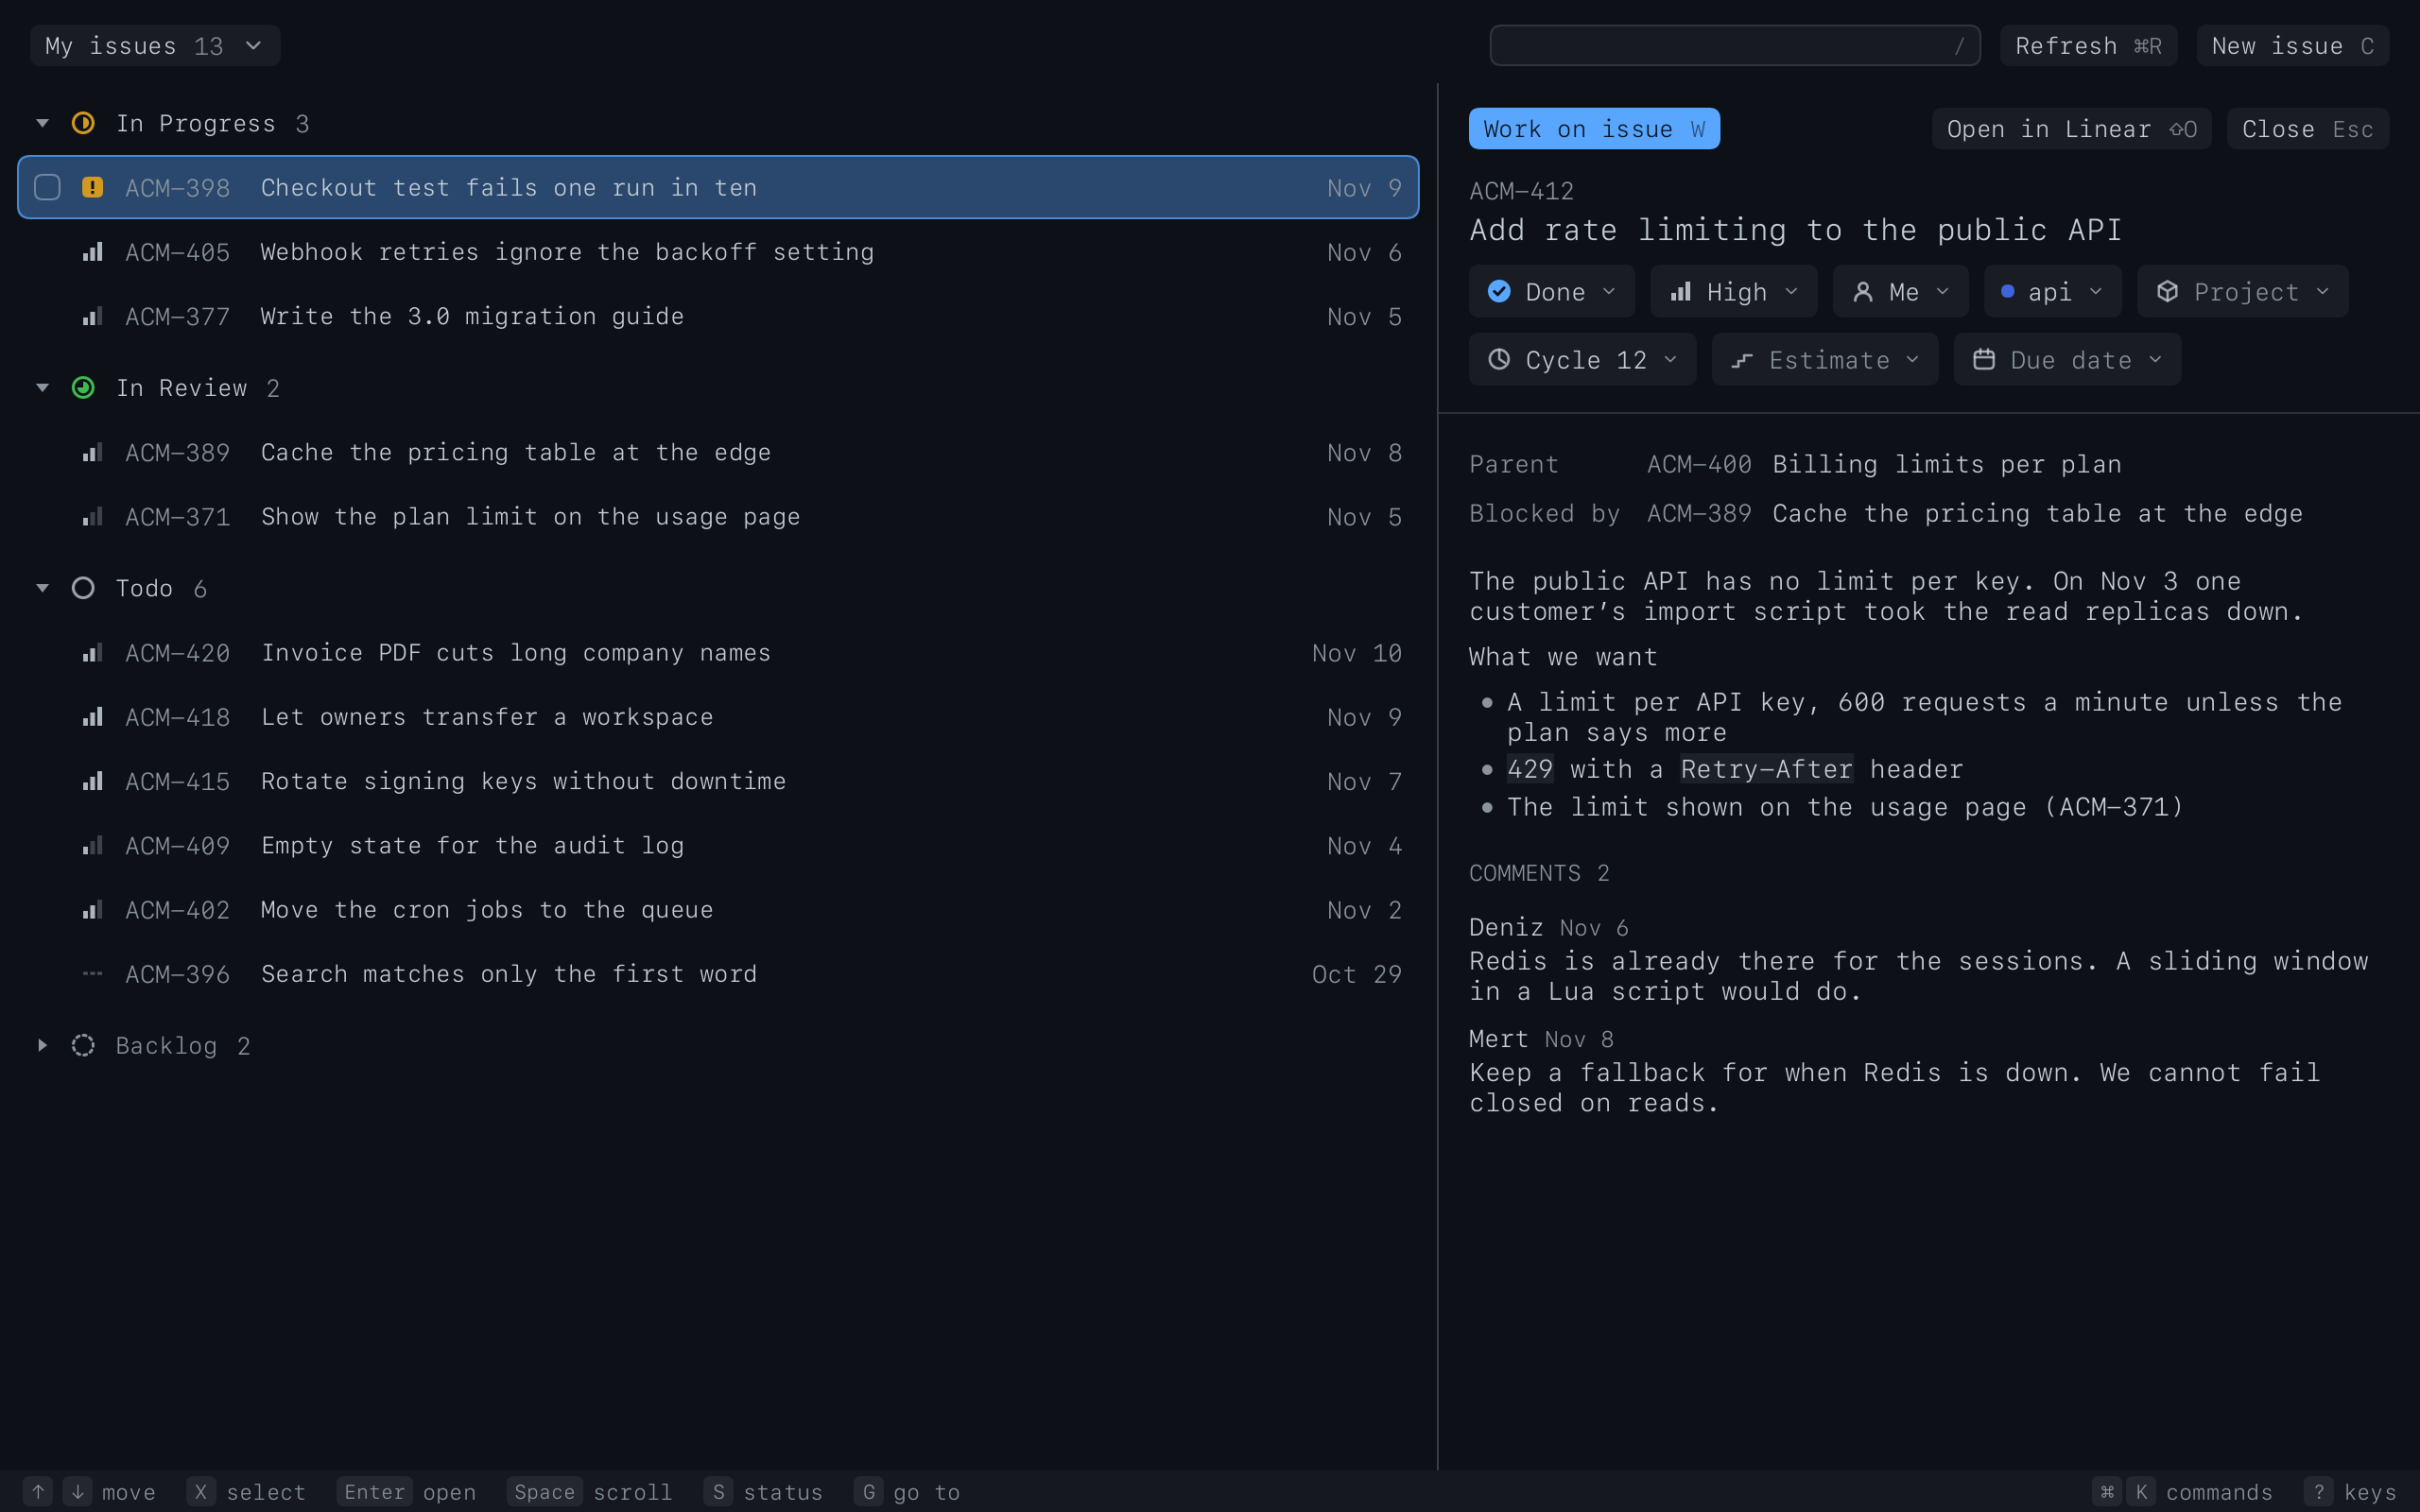 My issues 13
/
Refresh ⌘R
New issue C
In Progress 3
ACM-398 Checkout test fails one run in ten Nov 9
ACM-405 Webhook retries ignore the backoff setting Nov 6
ACM-377 Write the 3.0 migration guide Nov 5
In Review 2
ACM-389 Cache the pricing table at the edge Nov 8
ACM-371 Show the plan limit on the usage page Nov 5
Todo 6
ACM-420 Invoice PDF cuts long company names Nov 10
ACM-418 Let owners transfer a workspace Nov 9
ACM-415 Rotate signing keys without downtime Nov 7
ACM-409 Empty state for the audit log Nov 4
ACM-402 Move the cron jobs to the queue Nov 2
ACM-396 Search matches only the first word Oct 29
Backlog 2
Work on issue W
Open in Linear ⇧O
Close Esc
ACM-412
Add rate limiting to the public API
Done High Me api Project
Cycle 12 Estimate Due date
Parent ACM-400 Billing limits per plan
Blocked by ACM-389 Cache the pricing table at the edge
The public API has no limit per key. On Nov 3 one
customer’s import script took the read replicas down.
What we want
• A limit per API key, 600 requests a minute unless the
plan says more
• 429 with a Retry-After header
• The limit shown on the usage page (ACM-371)
COMMENTS 2
Deniz Nov 6
Redis is already there for the sessions. A sliding window
in a Lua script would do.
Mert Nov 8
Keep a fallback for when Redis is down. We cannot fail
closed on reads.
↑ ↓ move X select Enter open Space scroll S status G go to
⌘ K commands ? keys